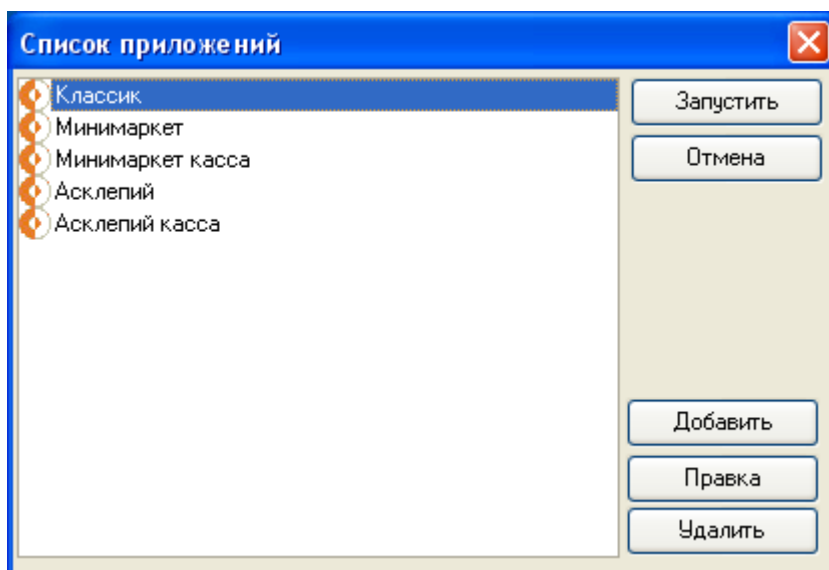 Список приложений
Классик
Минимаркет
Минимаркет касса
Асклепий
Асклепий касса
Запустить
Отмена
Добавить
Правка
Удалить